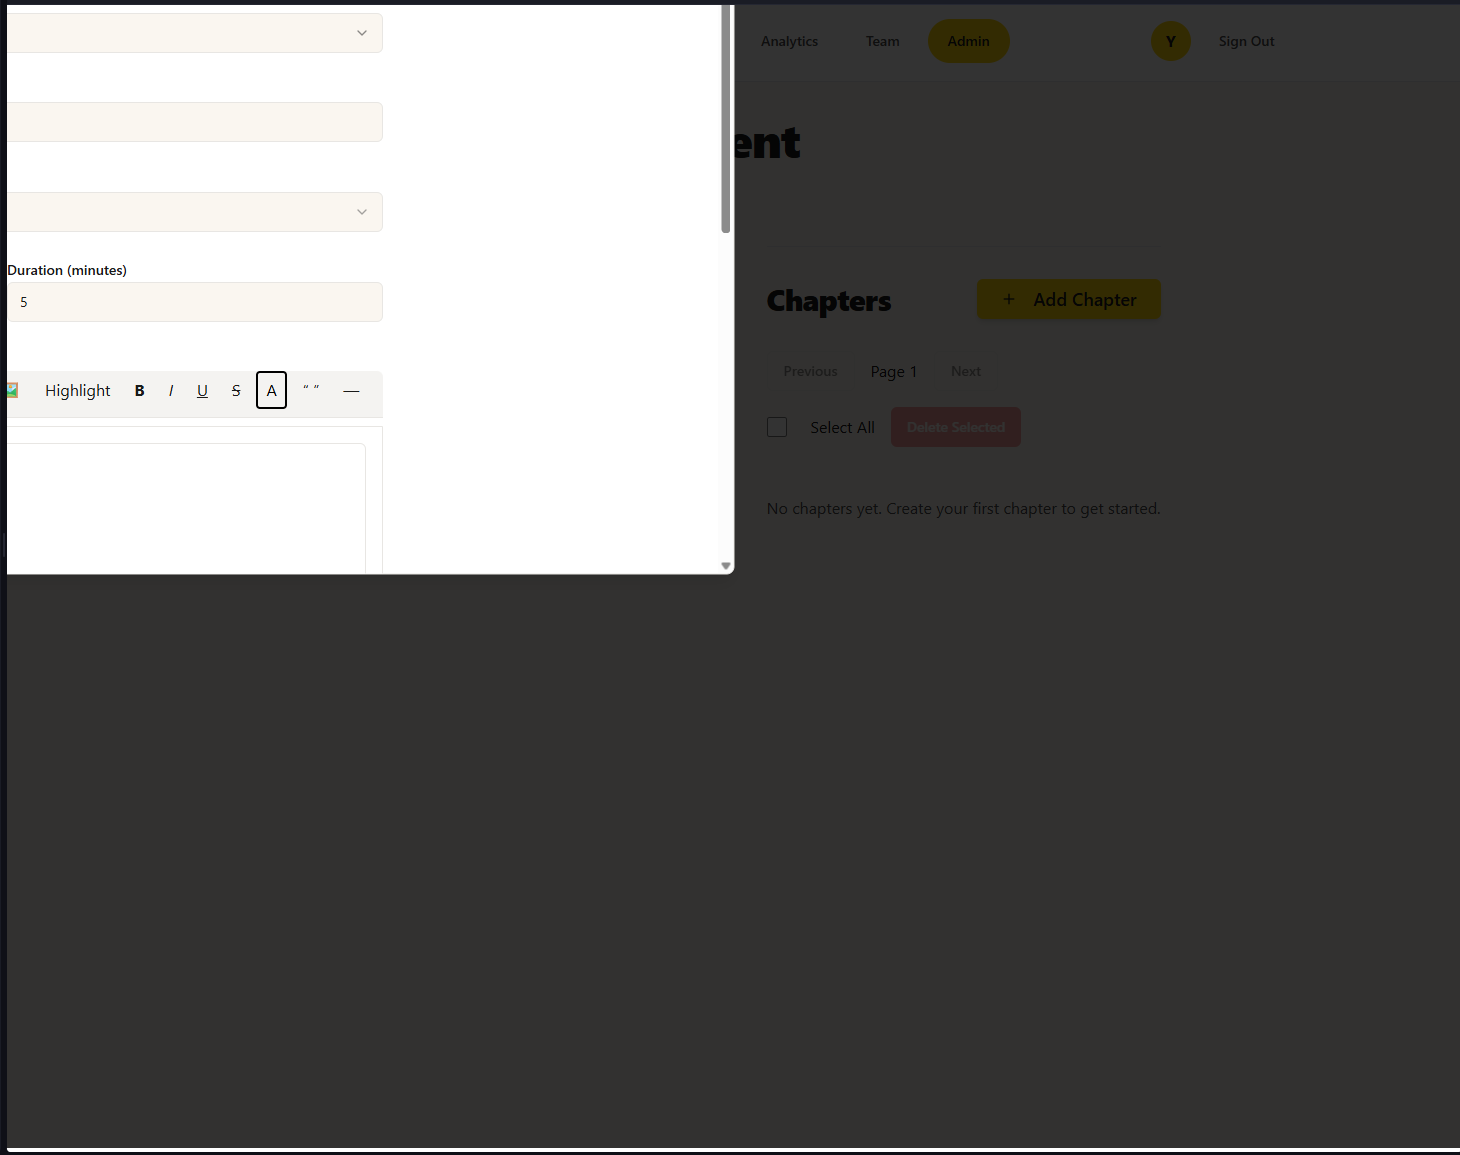 Analytics Team Admin Y Sign Out
ent
Duration (minutes)
5
Highlight B I U S A “ ” —
Chapters + Add Chapter
Previous Page 1 Next
Select All Delete Selected
No chapters yet. Create your first chapter to get started.